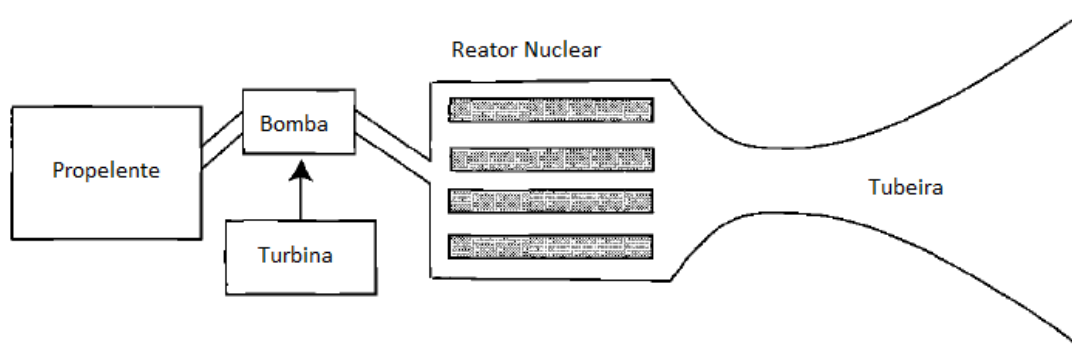 Reator Nuclear
Propelente
Bomba
Turbina
Tubeira